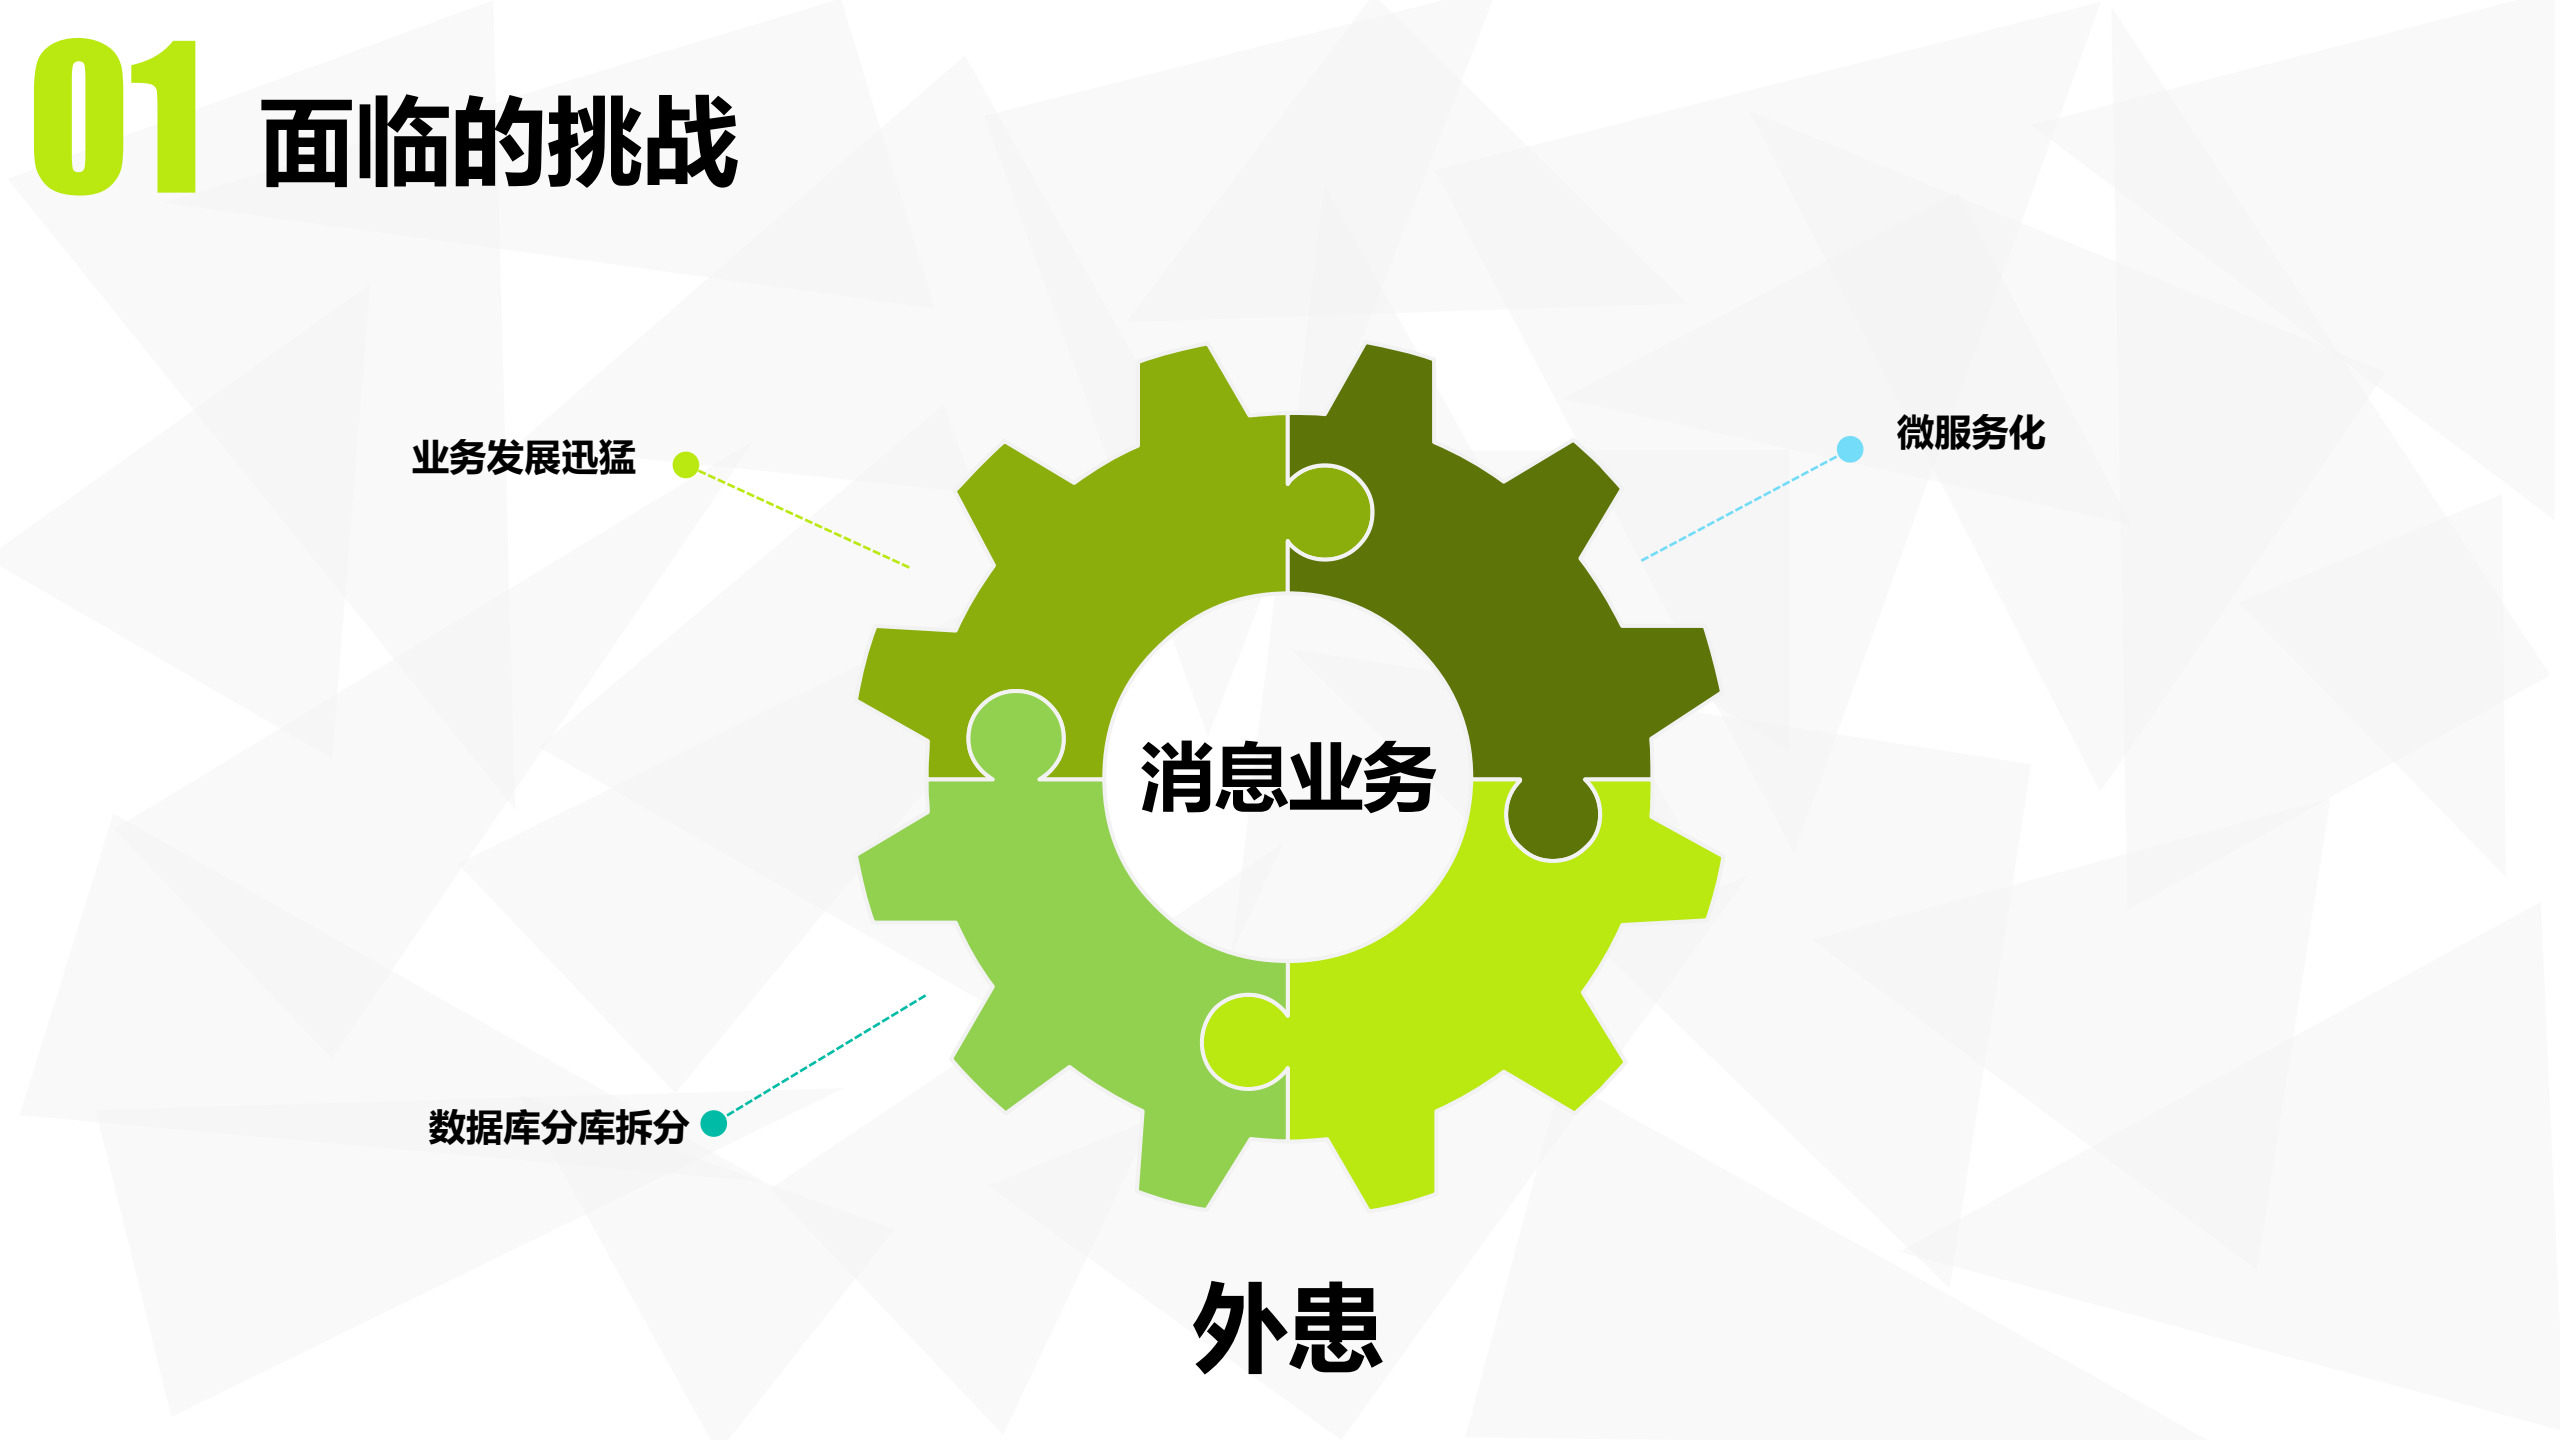 01 面临的挑战
业务发展迅猛
微服务化
消息业务
数据库分库拆分
外患